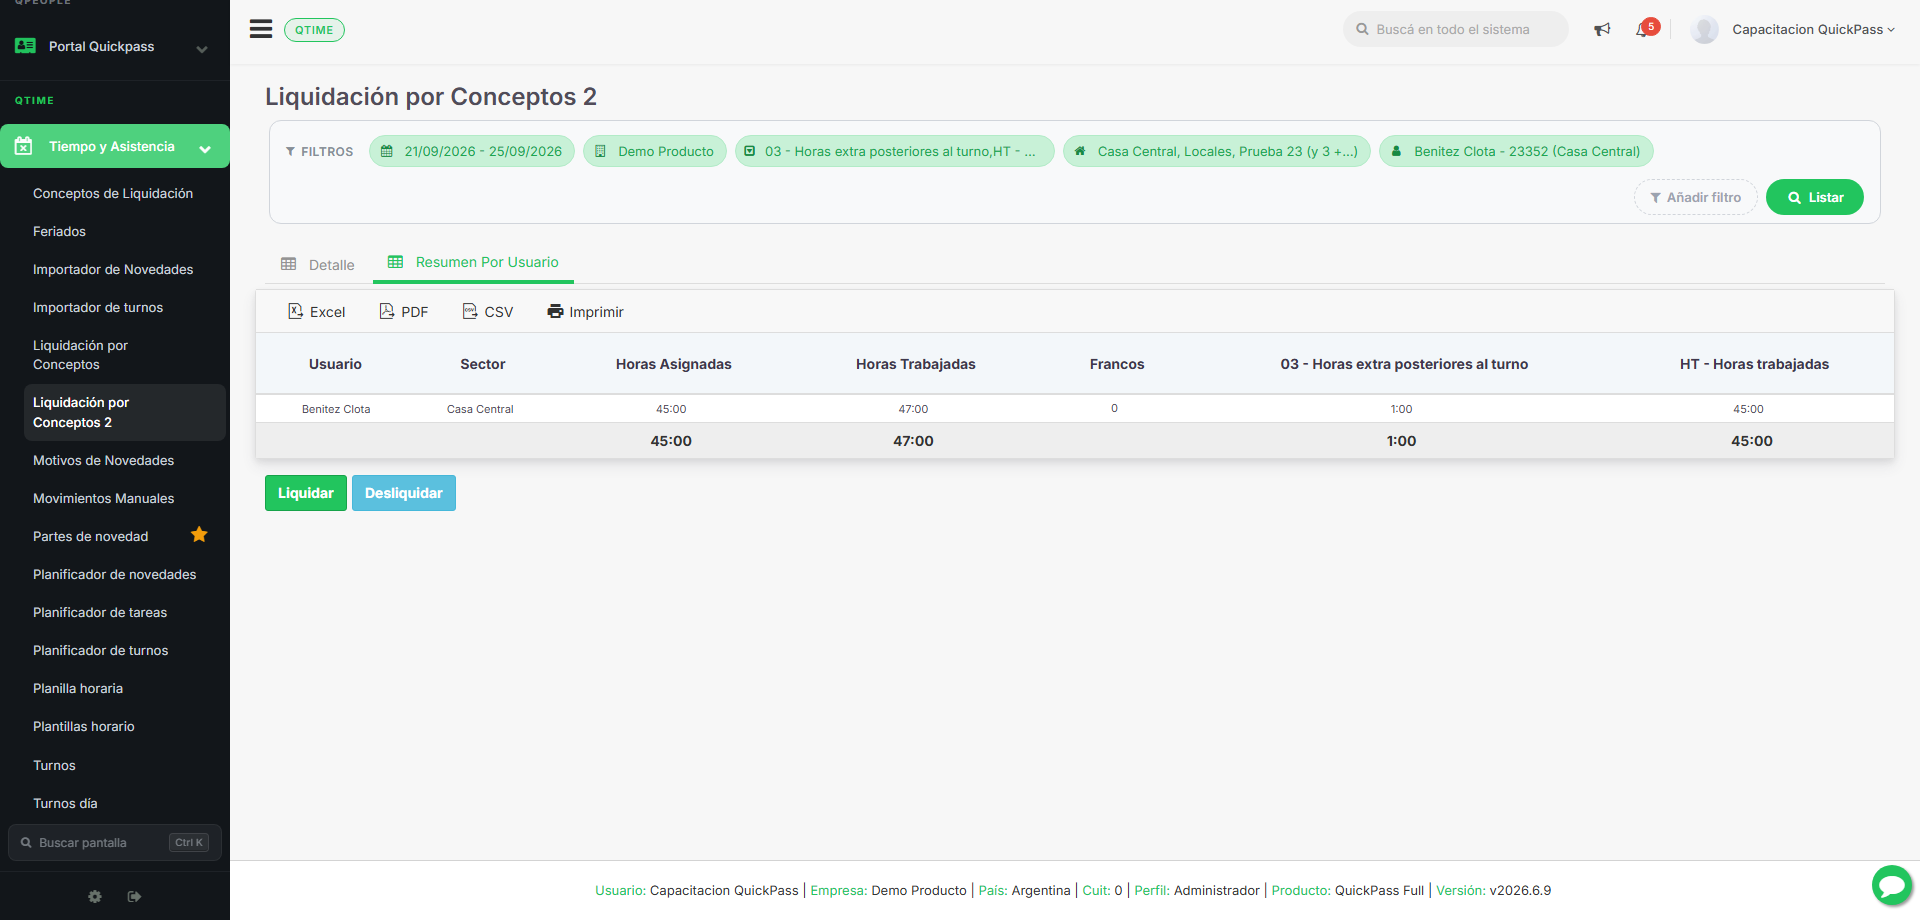 QPEOPLE
Portal Quickpass
QTIME
Tiempo y Asistencia
Conceptos de Liquidación
Feriados
Importador de Novedades
Importador de turnos
Liquidación por
Conceptos
Liquidación por
Conceptos 2
Motivos de Novedades
Movimientos Manuales
Partes de novedad
Planificador de novedades
Planificador de tareas
Planificador de turnos
Planilla horaria
Plantillas horario
Turnos
Turnos día
Buscar pantalla Ctrl K
QTIME
Buscá en todo el sistema
5
Capacitacion QuickPass
Liquidación por Conceptos 2
FILTROS 21/09/2026 - 25/09/2026 Demo Producto 03 - Horas extra posteriores al turno,HT - ... Casa Central, Locales, Prueba 23 (y 3 +...) Benitez Clota - 23352 (Casa Central)
Añadir filtro Listar
Detalle Resumen Por Usuario
Excel PDF CSV Imprimir
Usuario Sector Horas Asignadas Horas Trabajadas Francos 03 - Horas extra posteriores al turno HT - Horas trabajadas
Benitez Clota Casa Central 45:00 47:00 0 1:00 45:00
45:00 47:00 1:00 45:00
Liquidar Desliquidar
Usuario: Capacitacion QuickPass | Empresa: Demo Producto | País: Argentina | Cuit: 0 | Perfil: Administrador | Producto: QuickPass Full | Versión: v2026.6.9